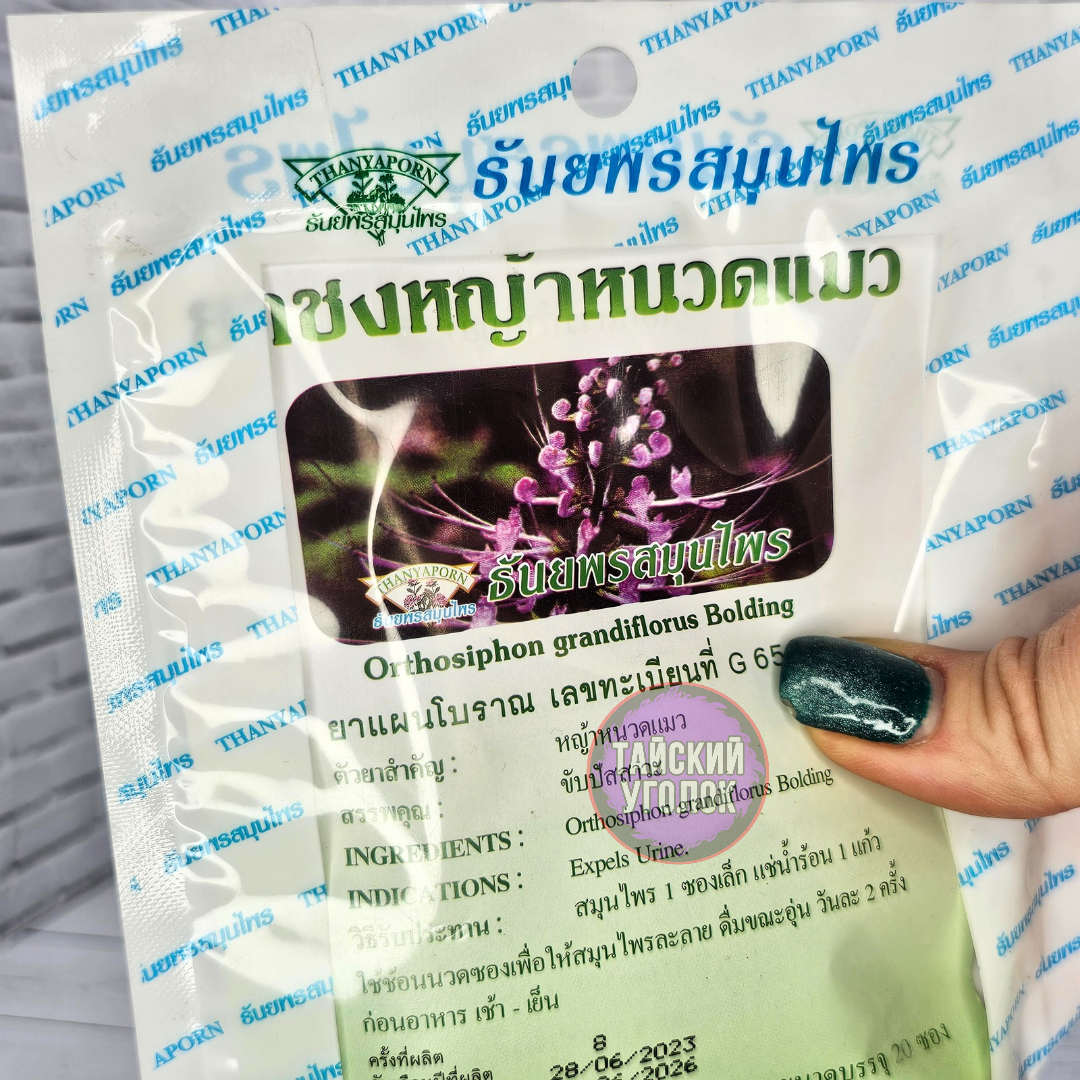 THANYAPORN
ธันยพรสมุนไพร
ธันยพรสมุนไพร
ชงหญ้าหนวดแมว
THANYAPORN
ธันยพรสมุนไพร
ธันยพรสมุนไพร
Orthosiphon grandiflorus Bolding
ยาแผนโบราณ เลขทะเบียนที่ G 65
ตัวยาสำคัญ : หญ้าหนวดแมว
สรรพคุณ : ขับปัสสาวะ
INGREDIENTS : Orthosiphon grandiflorus Bolding
INDICATIONS : Expels Urine.
วิธีรับประทาน : สมุนไพร 1 ซองเล็ก แช่น้ำร้อน 1 แก้ว
ใช้ช้อนนวดซองเพื่อให้สมุนไพรละลาย ดื่มขณะอุ่น วันละ 2 ครั้ง
ก่อนอาหาร เช้า - เย็น
ครั้งที่ผลิต 8
28/06/2023
2026
ขนาดบรรจุ 20 ซอง
ТАЙСКИЙ
УГОЛОК